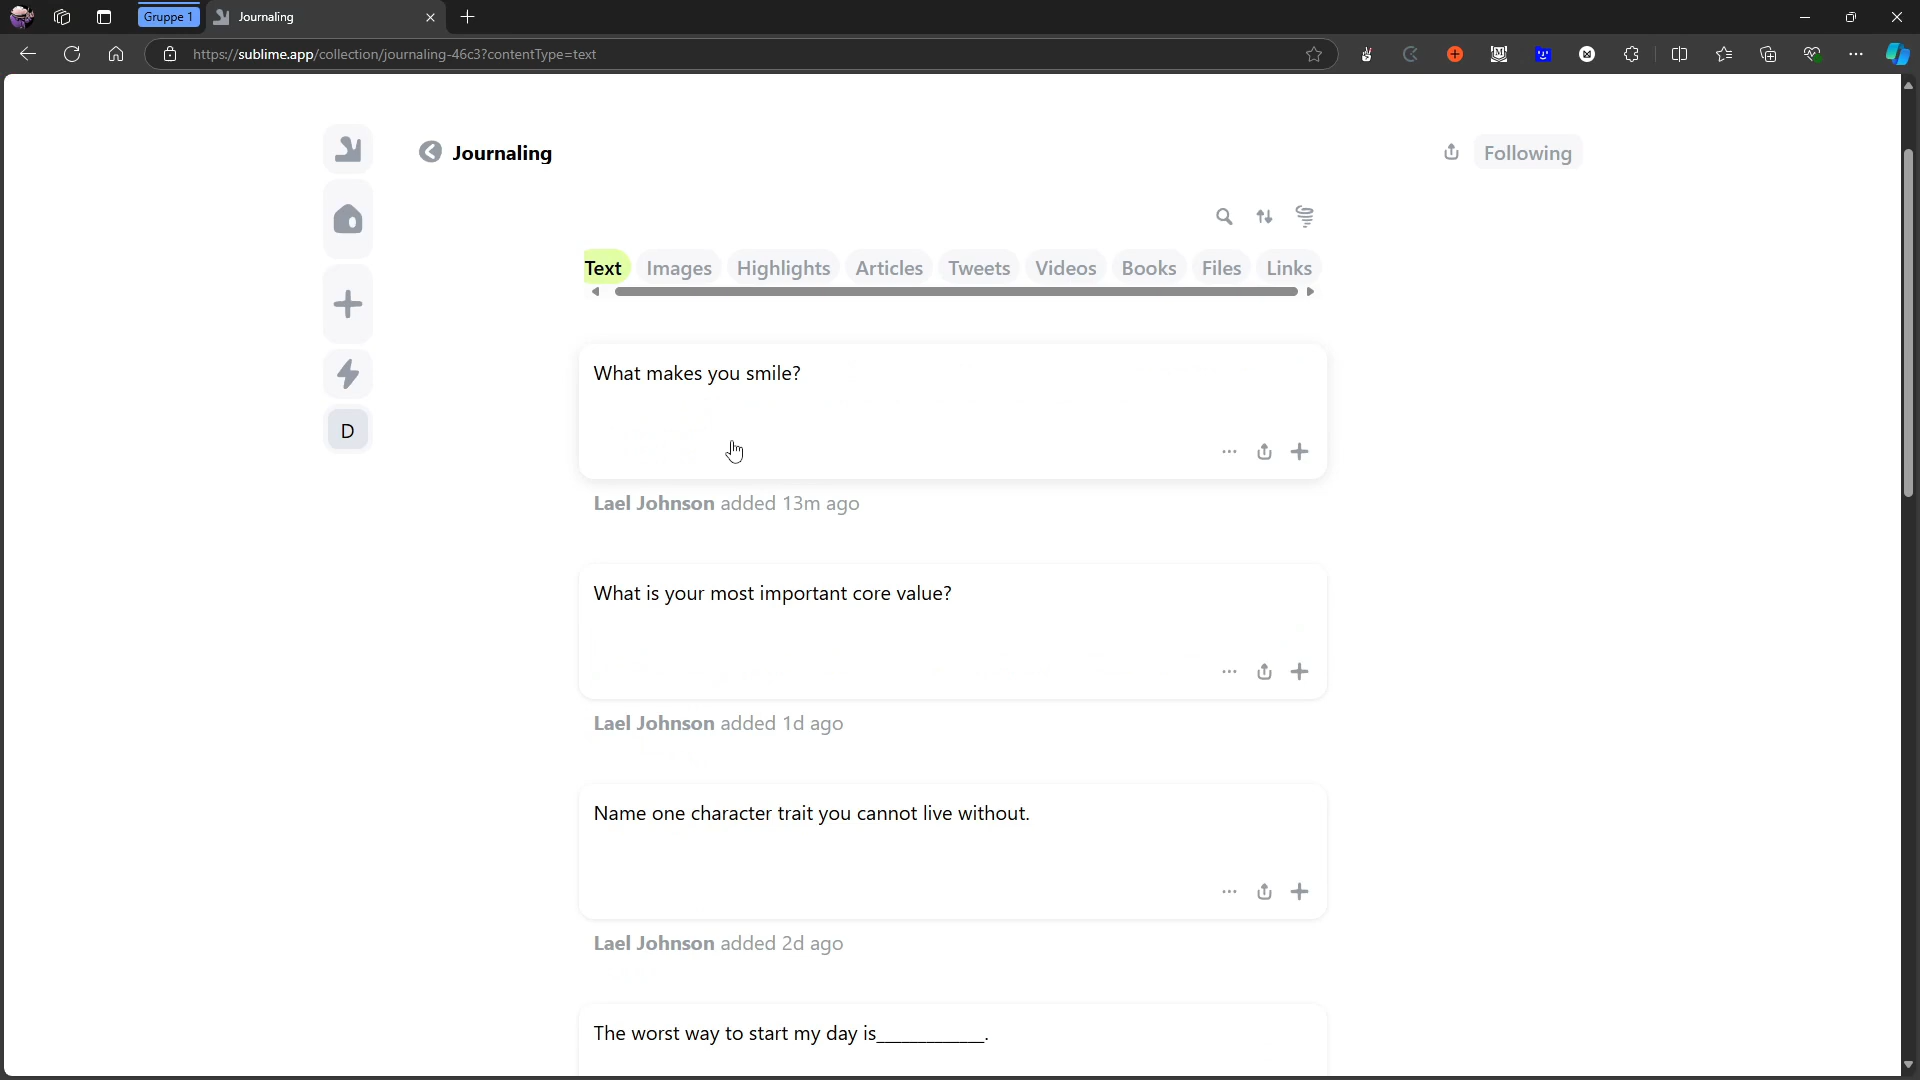 Gruppe 1
Journaling
https://sublime.app/collection/journaling-46c3?contentType=text
Journaling
Following
Text Images Highlights Articles Tweets Videos Books Files Links
What makes you smile?
Lael Johnson added 13m ago
What is your most important core value?
Lael Johnson added 1d ago
Name one character trait you cannot live without.
Lael Johnson added 2d ago
The worst way to start my day is____________.
D